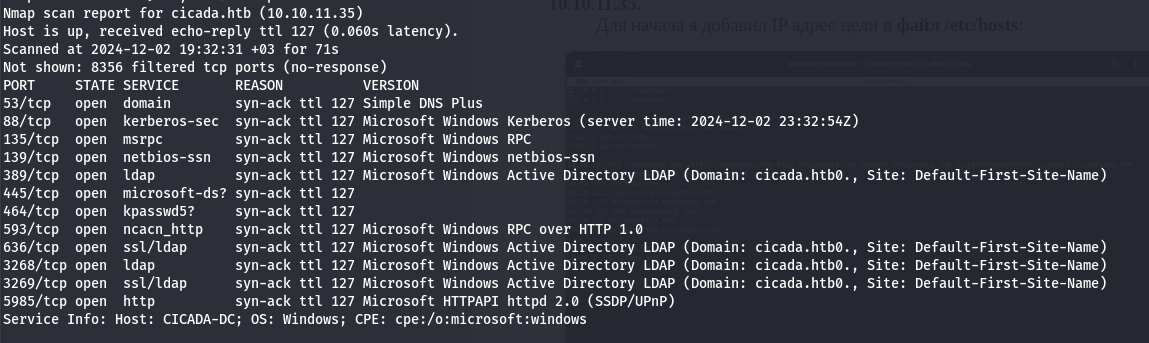 10.10.11.35.
Nmap scan report for cicada.htb (10.10.11.35)
Для начала я добавил IP адрес цели в файл /etc/hosts:
Host is up, received echo-reply ttl 127 (0.060s latency).
Scanned at 2024-12-02 19:32:31 +03 for 71s
Not shown: 8356 filtered tcp ports (no-response)
PORT     STATE SERVICE       REASON          VERSION
53/tcp   open  domain        syn-ack ttl 127 Simple DNS Plus
88/tcp   open  kerberos-sec  syn-ack ttl 127 Microsoft Windows Kerberos (server time: 2024-12-02 23:32:54Z)
135/tcp  open  msrpc         syn-ack ttl 127 Microsoft Windows RPC
139/tcp  open  netbios-ssn   syn-ack ttl 127 Microsoft Windows netbios-ssn
389/tcp  open  ldap          syn-ack ttl 127 Microsoft Windows Active Directory LDAP (Domain: cicada.htb0., Site: Default-First-Site-Name)
445/tcp  open  microsoft-ds? syn-ack ttl 127
464/tcp  open  kpasswd5?     syn-ack ttl 127
593/tcp  open  ncacn_http    syn-ack ttl 127 Microsoft Windows RPC over HTTP 1.0
636/tcp  open  ssl/ldap      syn-ack ttl 127 Microsoft Windows Active Directory LDAP (Domain: cicada.htb0., Site: Default-First-Site-Name)
3268/tcp open  ldap          syn-ack ttl 127 Microsoft Windows Active Directory LDAP (Domain: cicada.htb0., Site: Default-First-Site-Name)
3269/tcp open  ssl/ldap      syn-ack ttl 127 Microsoft Windows Active Directory LDAP (Domain: cicada.htb0., Site: Default-First-Site-Name)
5985/tcp open  http          syn-ack ttl 127 Microsoft HTTPAPI httpd 2.0 (SSDP/UPnP)
Service Info: Host: CICADA-DC; OS: Windows; CPE: cpe:/o:microsoft:windows